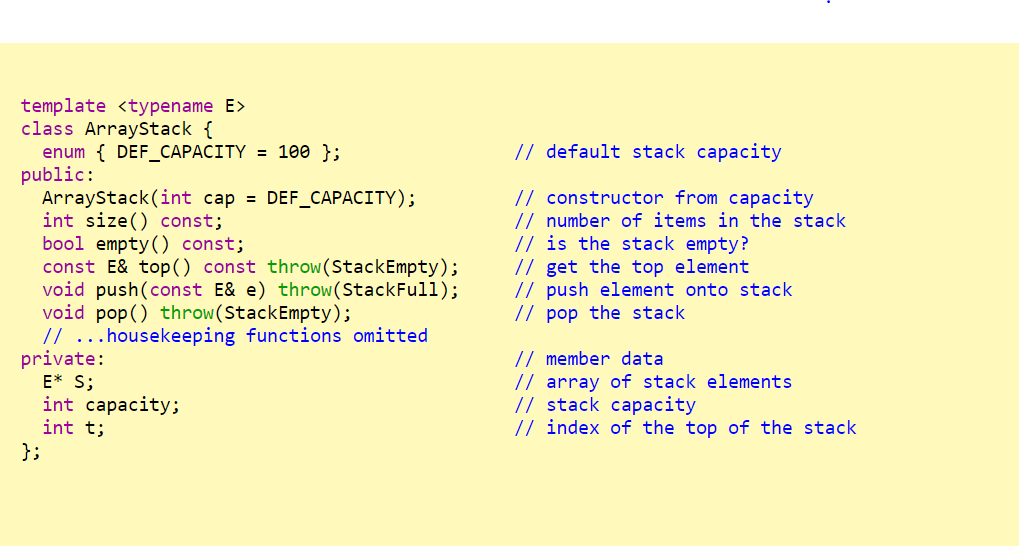 template <typename E>
class ArrayStack {
  enum { DEF_CAPACITY = 100 };                // default stack capacity
public:
  ArrayStack(int cap = DEF_CAPACITY);         // constructor from capacity
  int size() const;                           // number of items in the stack
  bool empty() const;                         // is the stack empty?
  const E& top() const throw(StackEmpty);     // get the top element
  void push(const E& e) throw(StackFull);     // push element onto stack
  void pop() throw(StackEmpty);               // pop the stack
  // ...housekeeping functions omitted
private:                                      // member data
  E* S;                                       // array of stack elements
  int capacity;                               // stack capacity
  int t;                                      // index of the top of the stack
};